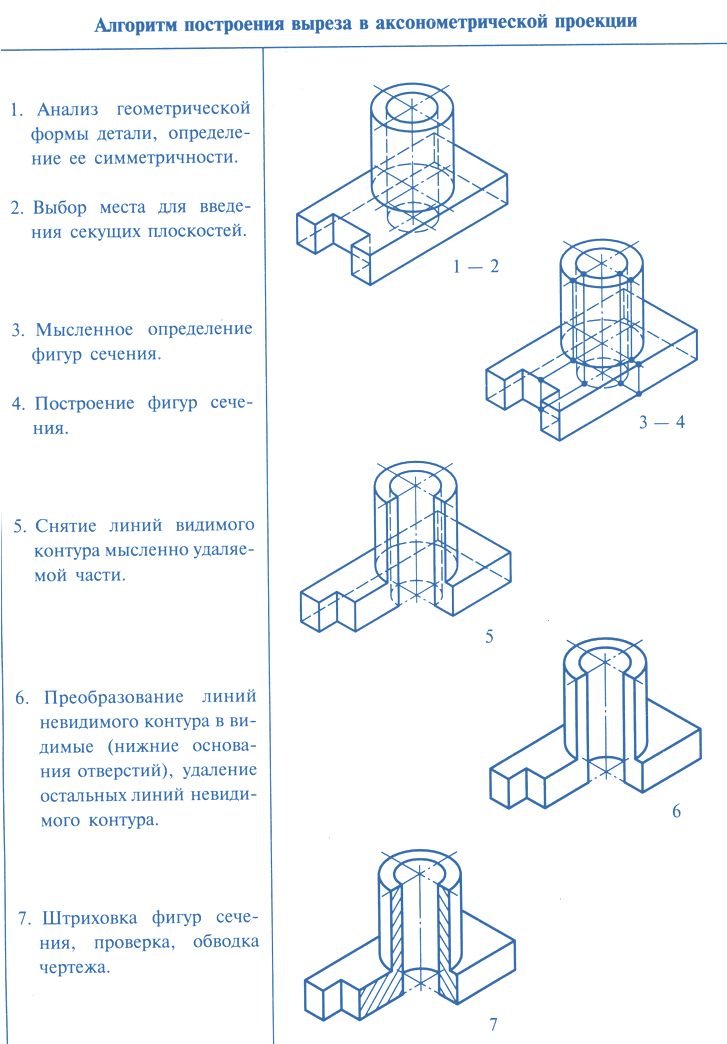 Алгоритм построения выреза в аксонометрической проекции
1. Анализ геометрической
формы детали, определе-
ние ее симметричности.
2. Выбор места для введе-
ния секущих плоскостей.
1 — 2
3. Мысленное определение
фигур сечения.
4. Построение фигур сече-
ния.
3 — 4
5. Снятие линий видимого
контура мысленно удаляе-
мой части.
5
6. Преобразование линий
невидимого контура в ви-
димые (нижние основа-
ния отверстий), удаление
остальных линий невиди-
мого контура.
6
7. Штриховка фигур сече-
ния, проверка, обводка
чертежа.
7